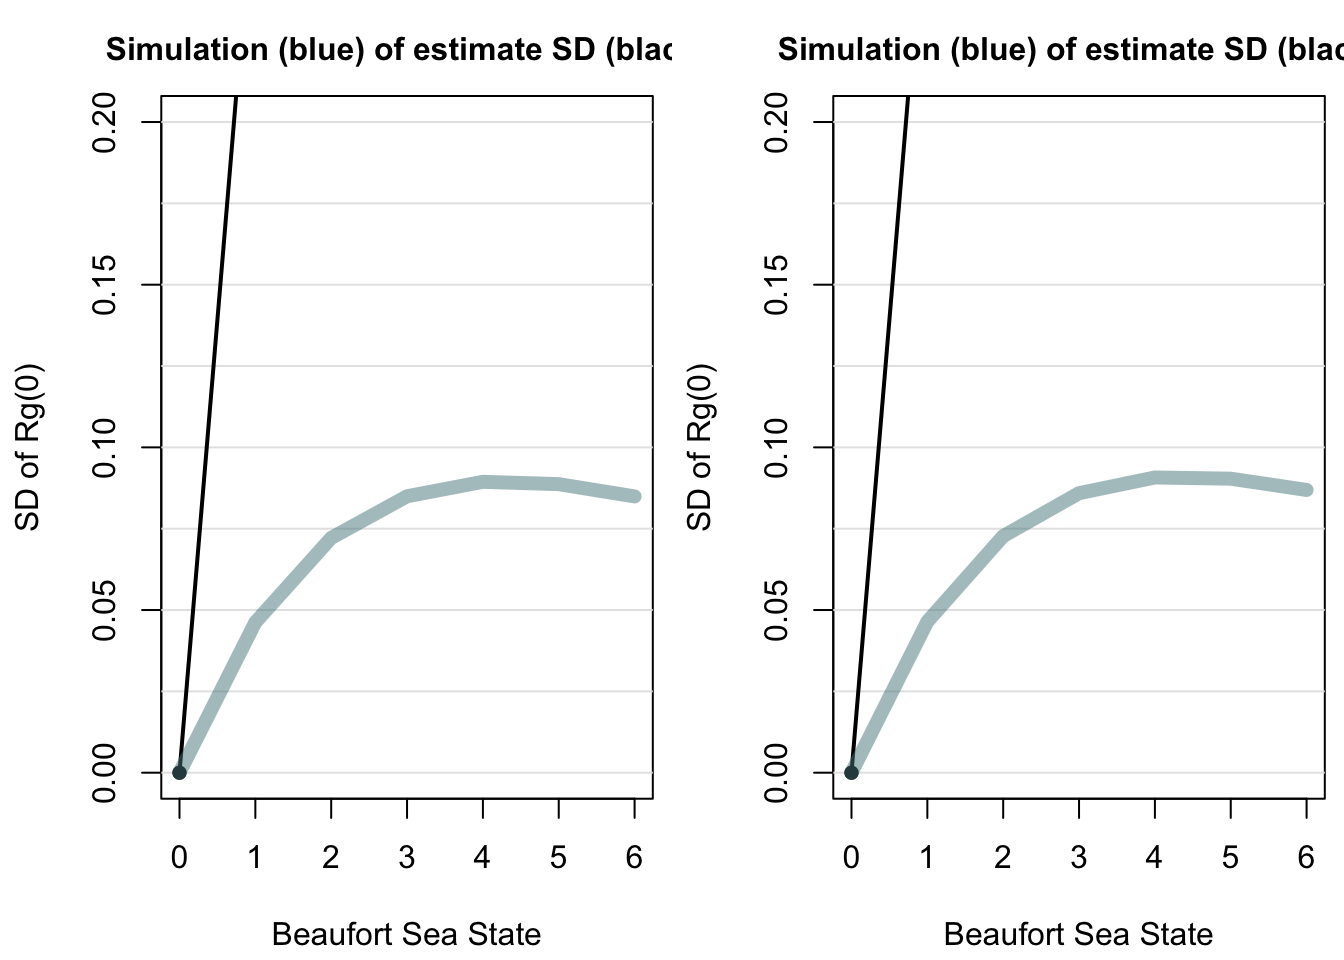 Simulation (blue) of estimate SD (blac
SD of Rg(0)
0.20
0.15
0.10
0.05
0.00
0 1 2 3 4 5 6
Beaufort Sea State
Simulation (blue) of estimate SD (blac
SD of Rg(0)
0.20
0.15
0.10
0.05
0.00
0 1 2 3 4 5 6
Beaufort Sea State